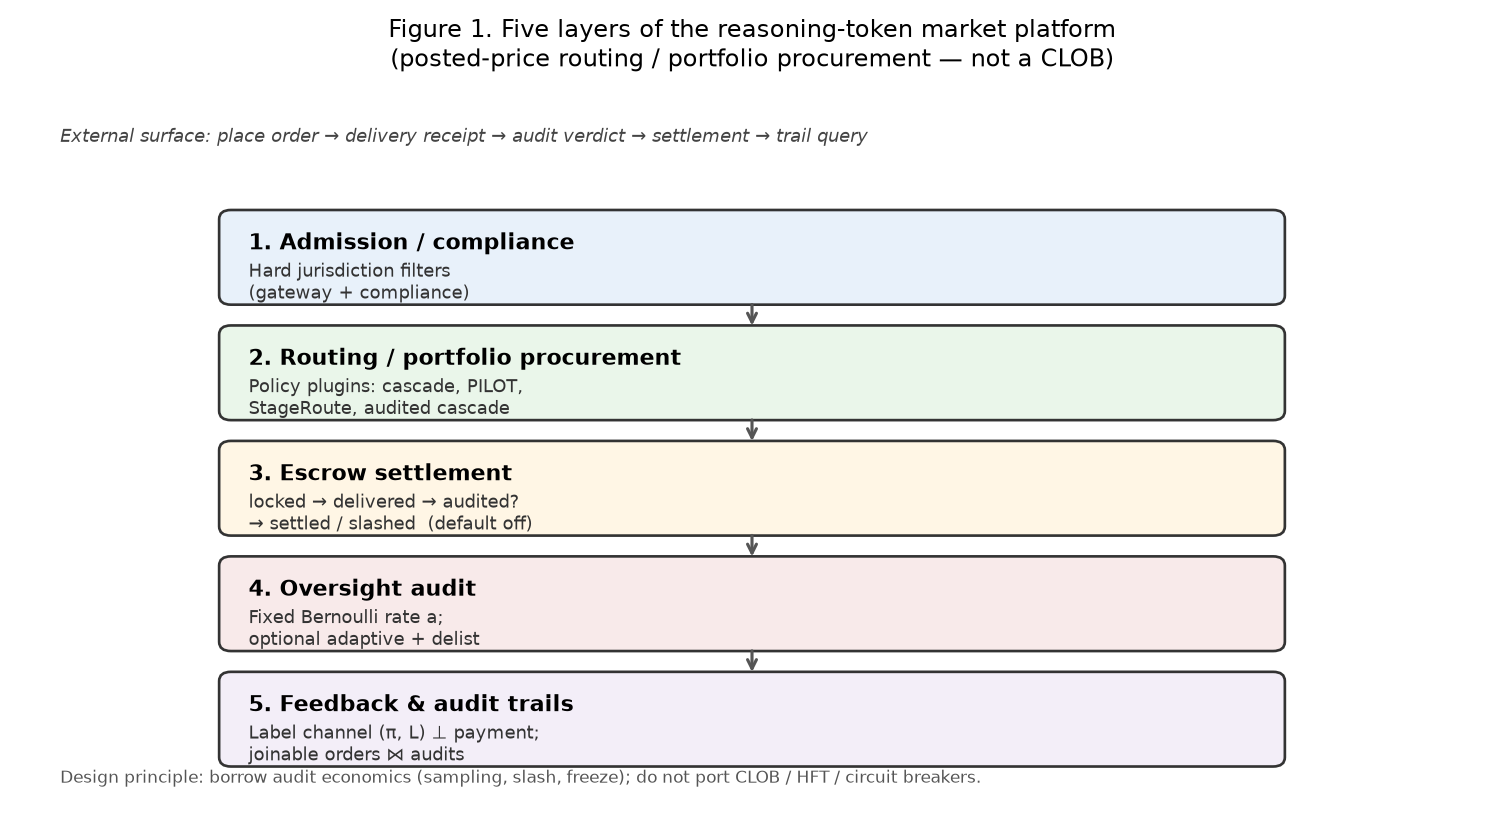 Figure 1. Five layers of the reasoning-token market platform
(posted-price routing / portfolio procurement — not a CLOB)
External surface: place order → delivery receipt → audit verdict → settlement → trail query
1. Admission / compliance
Hard jurisdiction filters
(gateway + compliance)
2. Routing / portfolio procurement
Policy plugins: cascade, PILOT,
StageRoute, audited cascade
3. Escrow settlement
locked → delivered → audited?
→ settled / slashed  (default off)
4. Oversight audit
Fixed Bernoulli rate a;
optional adaptive + delist
5. Feedback & audit trails
Label channel (π, L) ⊥ payment;
joinable orders ⋈ audits
Design principle: borrow audit economics (sampling, slash, freeze); do not port CLOB / HFT / circuit breakers.